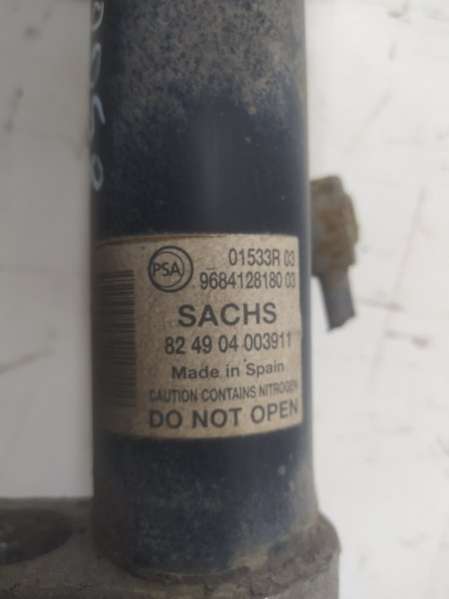 PSA
01533R 03
9684128180 03
SACHS
82 49 04 003911
Made in Spain
CAUTION CONTAINS NITROGEN
DO NOT OPEN